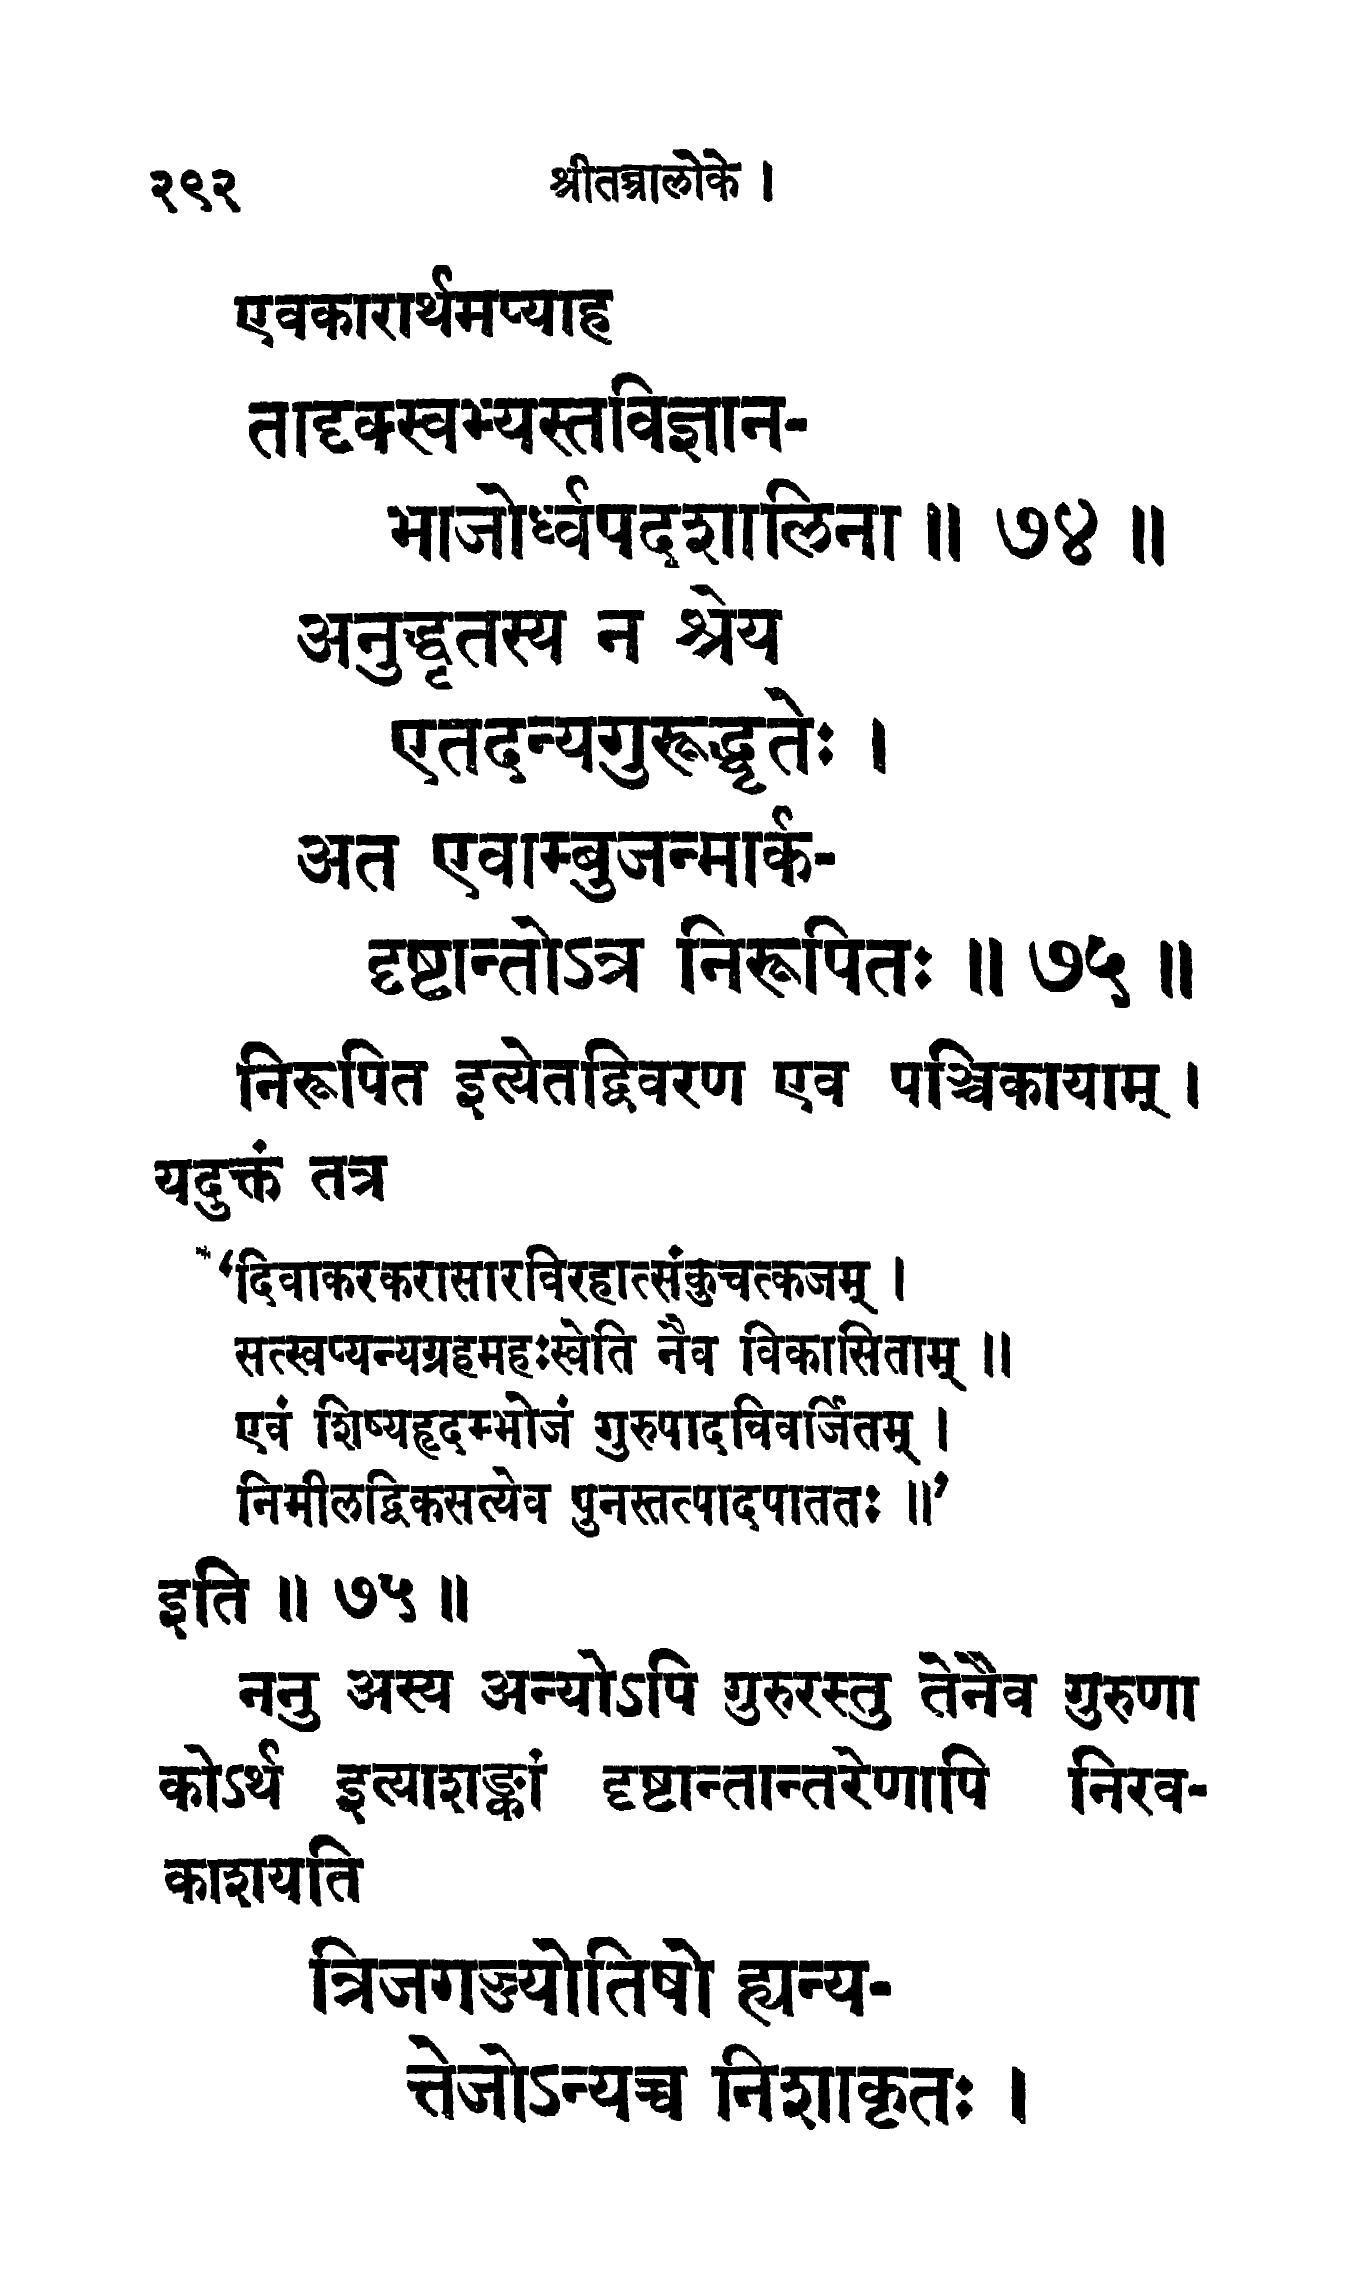 २९२ श्रीतन्त्रालोके ।
एवकारार्थमप्याह
तादृक्स्वभ्यस्तविज्ञान-
भाजोर्ध्वपदशालिना ॥ ७४ ॥
अनुद्धृतस्य न श्रेय
एतदन्यगुरूद्धृतेः ।
अत एवाम्बुजन्मार्क-
दृष्टान्तोऽत्र निरूपितः ॥ ७५ ॥
निरूपित इत्येतद्विवरण एव पञ्चिकायाम् ।
यदुक्तं तत्र
‘दिवाकरकरासारविरहात्संकुचत्कजम् ।
सत्स्वप्यन्यग्रहमहःस्वेति नैव विकासिताम् ॥
एवं शिष्यहृदम्भोजं गुरुपादविवर्जितम् ।
निमीलद्विकसत्येव पुनस्तत्पादपाततः ॥’
इति ॥ ७५ ॥
ननु अस्य अन्योऽपि गुरुरस्तु तेनैव गुरुणा
कोऽर्थ इत्याशङ्कां दृष्टान्तान्तरेणापि निरव-
काशयति
त्रिजगज्ज्योतिषो ह्यन्य-
त्तेजोऽन्यच्च निशाकृतः ।